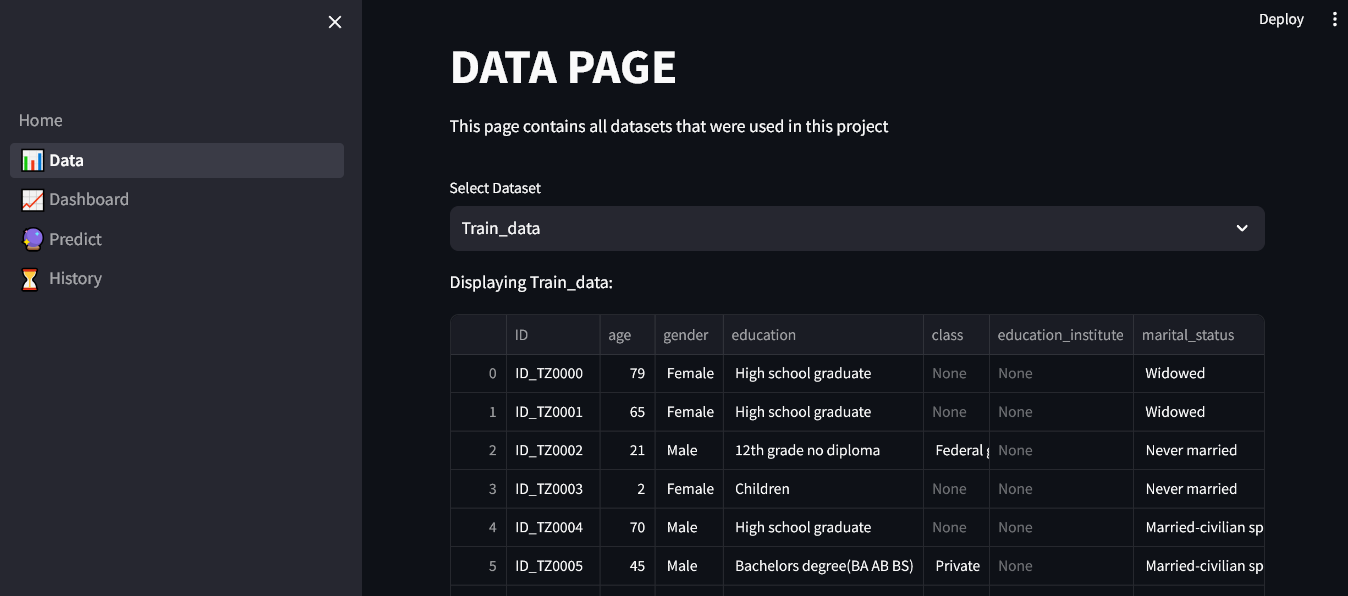 Deploy
Home
Data
Dashboard
Predict
History
DATA PAGE
This page contains all datasets that were used in this project
Select Dataset
Train_data
Displaying Train_data:
ID age gender education class education_institute marital_status
0 ID_TZ0000 79 Female High school graduate None None Widowed
1 ID_TZ0001 65 Female High school graduate None None Widowed
2 ID_TZ0002 21 Male 12th grade no diploma Federal None Never married
3 ID_TZ0003 2 Female Children None None Never married
4 ID_TZ0004 70 Male High school graduate None None Married-civilian sp
5 ID_TZ0005 45 Male Bachelors degree(BA AB BS) Private None Married-civilian sp